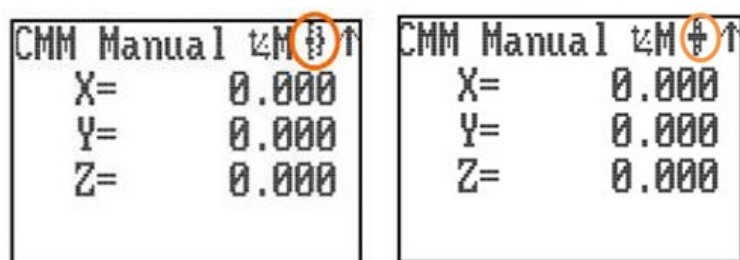 CMM Manual M ↑
X= 0.000
Y= 0.000
Z= 0.000
CMM Manual M ↑
X= 0.000
Y= 0.000
Z= 0.000